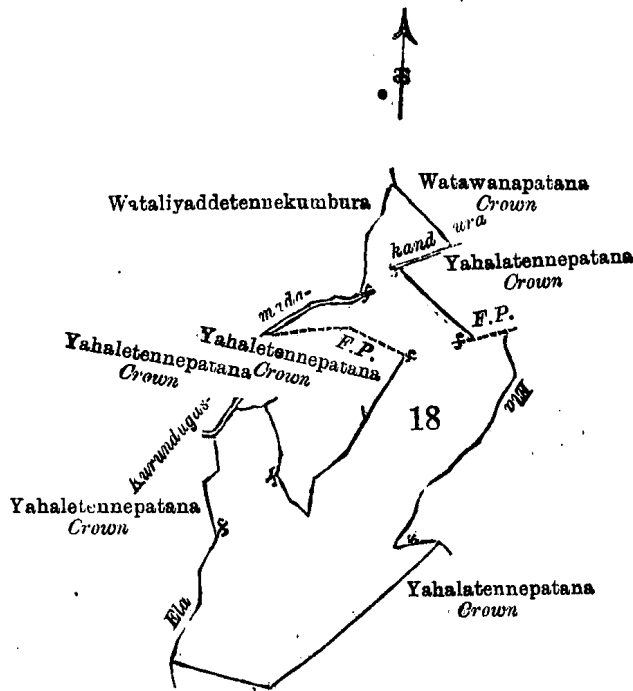 Wataliyaddetennekumbura
Watawanapatana
Crown
kand ura
Yahalatennepatana
Crown
mada-
F.P.
Yahaletennepatana
Crown
F.P.
Yahaletennepatana
Crown
Ela
18
Kurundugus-
Yahaletennepatana
Crown
Yahalatennepatana
Crown
Ela